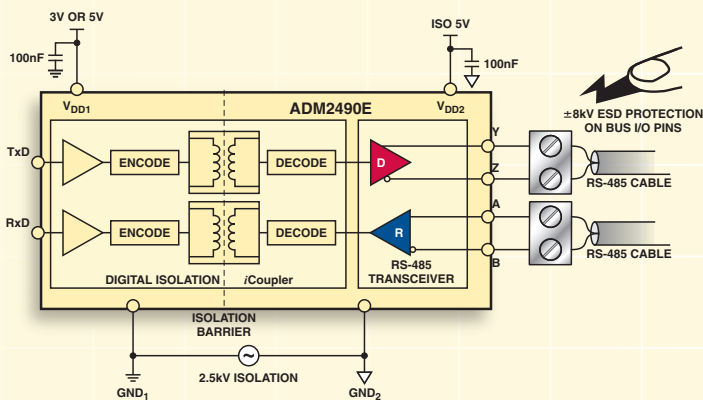 3V OR 5V
ISO 5V
100nF
100nF
±8kV ESD PROTECTION
ON BUS I/O PINS
VDD1
ADM2490E
VDD2
TxD
ENCODE
DECODE
D
Y
Z
RS-485 CABLE
RxD
ENCODE
DECODE
R
A
B
RS-485 CABLE
RS-485
TRANSCEIVER
DIGITAL ISOLATION
iCoupler
ISOLATION
BARRIER
2.5kV ISOLATION
GND1
GND2